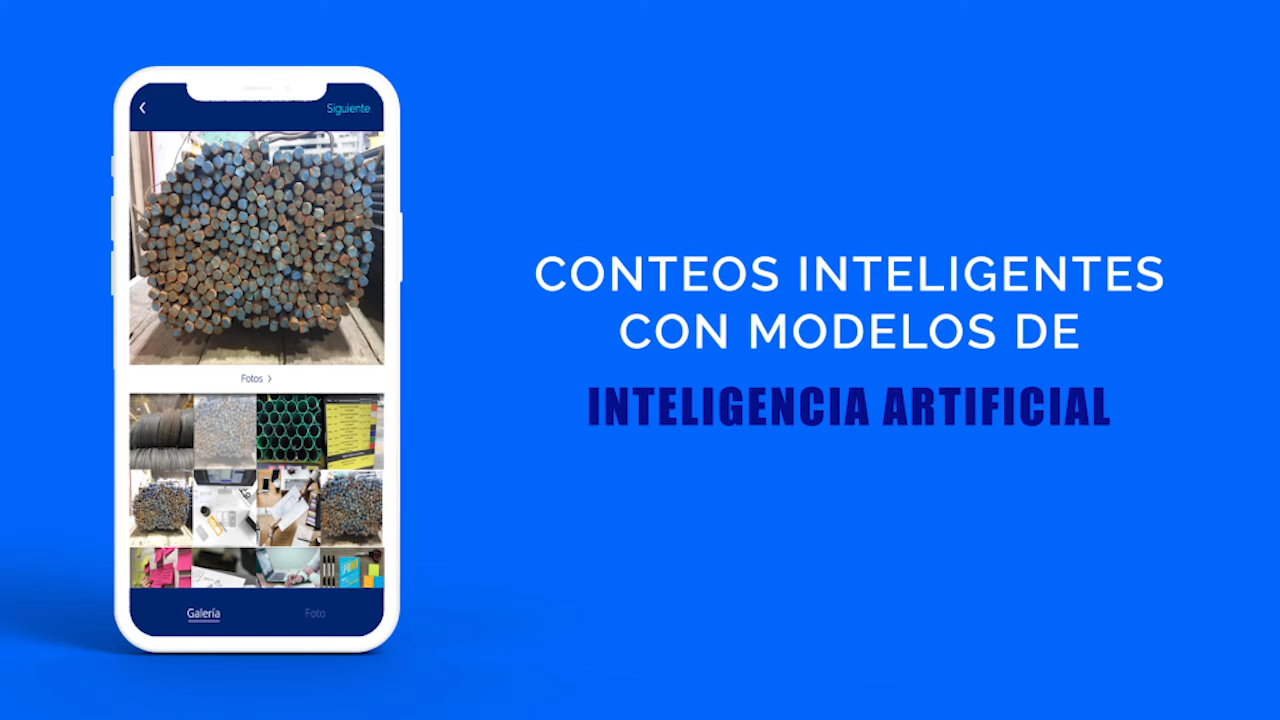 Siguiente
Fotos
Galería
Foto
CONTEOS INTELIGENTES
CON MODELOS DE
INTELIGENCIA ARTIFICIAL